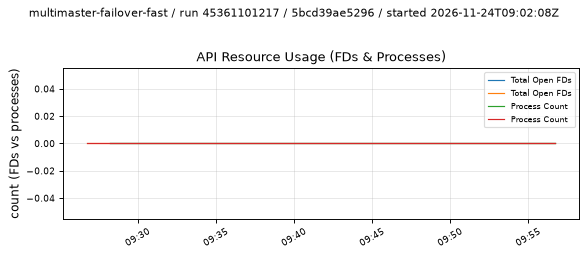 multimaster-failover-fast / run 45361101217 / 5bcd39ae5296 / started 2026-11-24T09:02:08Z
API Resource Usage (FDs & Processes)
count (FDs vs processes)
0.04
0.02
0.00
−0.02
−0.04
Total Open FDs
Total Open FDs
Process Count
Process Count
09:30
09:35
09:40
09:45
09:50
09:55